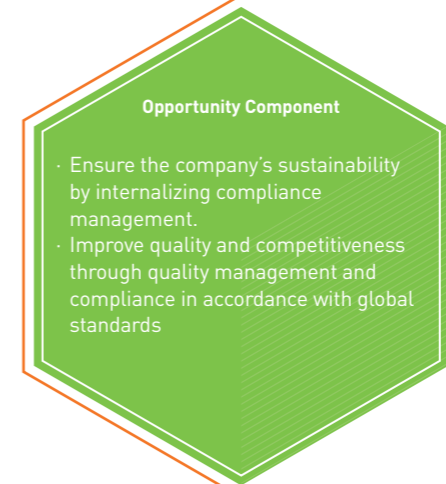 Opportunity Component
· Ensure the company’s sustainability
by internalizing compliance
management.
· Improve quality and competitiveness
through quality management and
compliance in accordance with global
standards